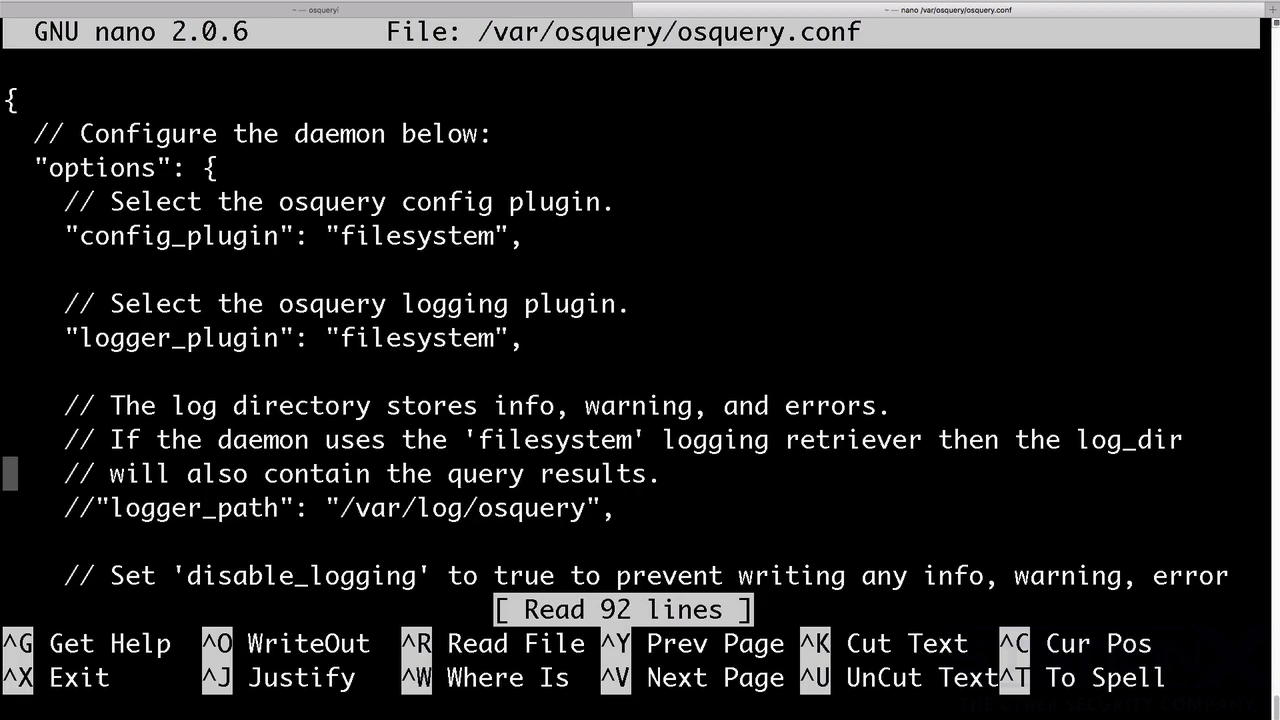 ~ — osqueryi
~ — nano /var/osquery/osquery.conf
GNU nano 2.0.6 File: /var/osquery/osquery.conf
{
// Configure the daemon below:
"options": {
// Select the osquery config plugin.
"config_plugin": "filesystem",
// Select the osquery logging plugin.
"logger_plugin": "filesystem",
// The log directory stores info, warning, and errors.
// If the daemon uses the 'filesystem' logging retriever then the log_dir
// will also contain the query results.
//"logger_path": "/var/log/osquery",
// Set 'disable_logging' to true to prevent writing any info, warning, error
[ Read 92 lines ]
^G Get Help ^O WriteOut ^R Read File ^Y Prev Page ^K Cut Text ^C Cur Pos
^X Exit ^J Justify ^W Where Is ^V Next Page ^U UnCut Text ^T To Spell
THE CYBER SECURITY COMPANY